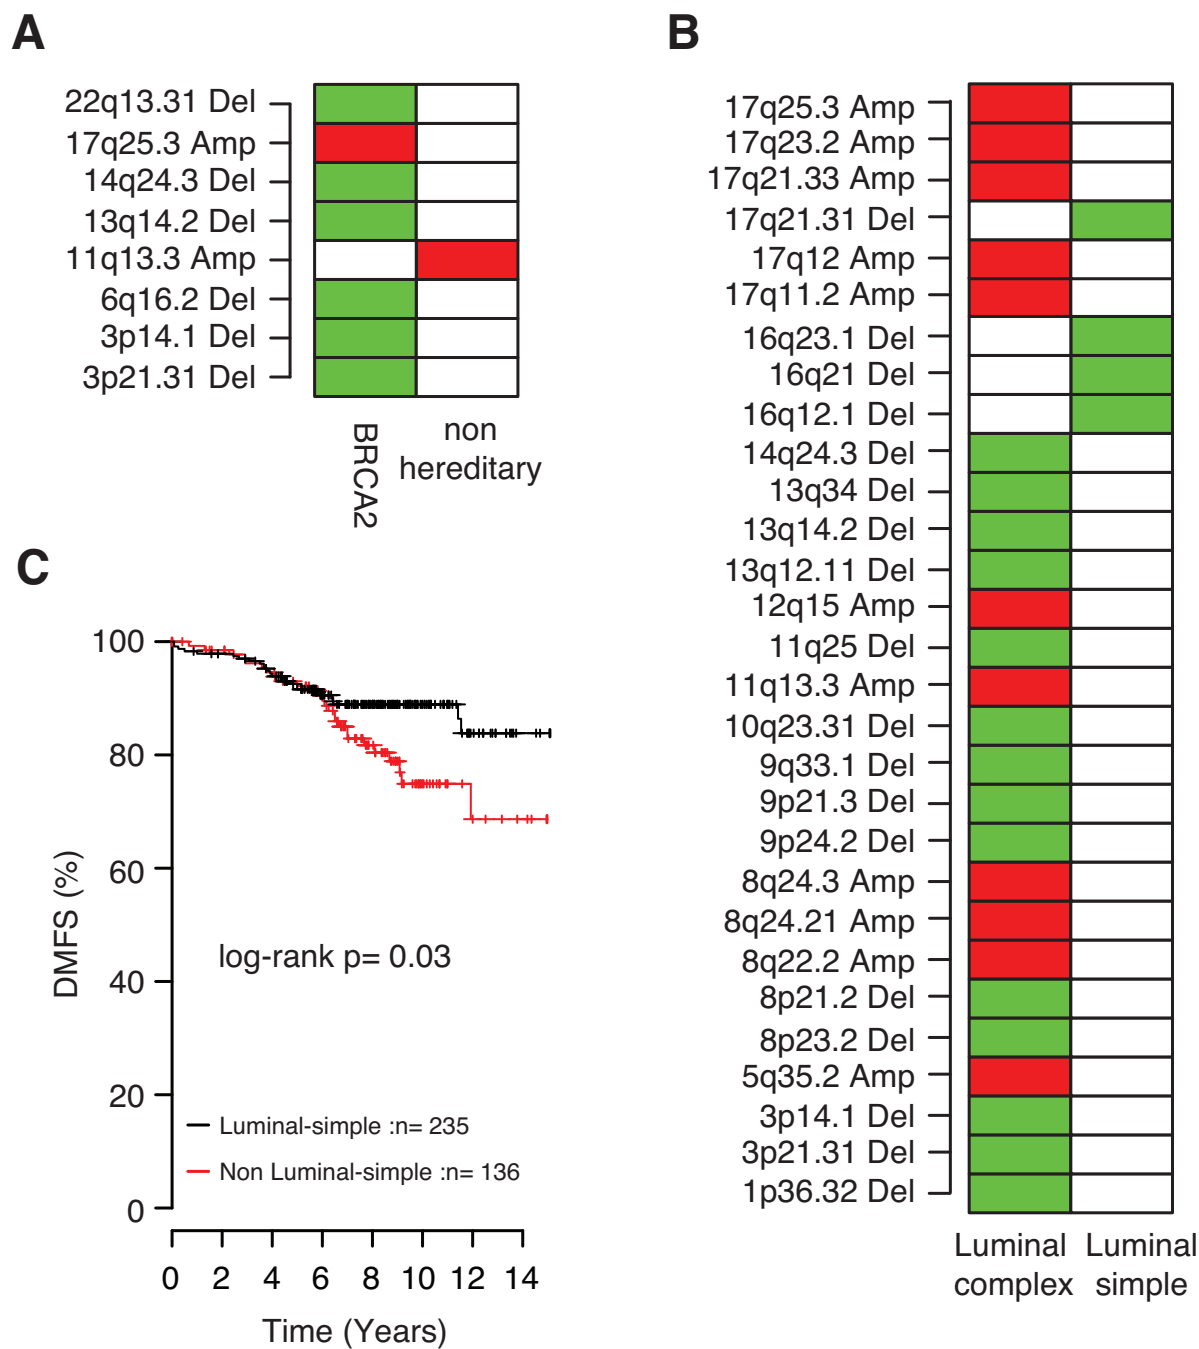 A
22q13.31 Del
17q25.3 Amp
14q24.3 Del
13q14.2 Del
11q13.3 Amp
6q16.2 Del
3p14.1 Del
3p21.31 Del
BRCA2
non
hereditary
B
17q25.3 Amp
17q23.2 Amp
17q21.33 Amp
17q21.31 Del
17q12 Amp
17q11.2 Amp
16q23.1 Del
16q21 Del
16q12.1 Del
14q24.3 Del
13q34 Del
13q14.2 Del
13q12.11 Del
12q15 Amp
11q25 Del
11q13.3 Amp
10q23.31 Del
9q33.1 Del
9p21.3 Del
9p24.2 Del
8q24.3 Amp
8q24.21 Amp
8q22.2 Amp
8p21.2 Del
8p23.2 Del
5q35.2 Amp
3p14.1 Del
3p21.31 Del
1p36.32 Del
Luminal
complex
Luminal
simple
C
DMFS (%)
100
80
60
40
20
0
log-rank p= 0.03
Luminal-simple :n= 235
Non Luminal-simple :n= 136
0 2 4 6 8 10 12 14
Time (Years)